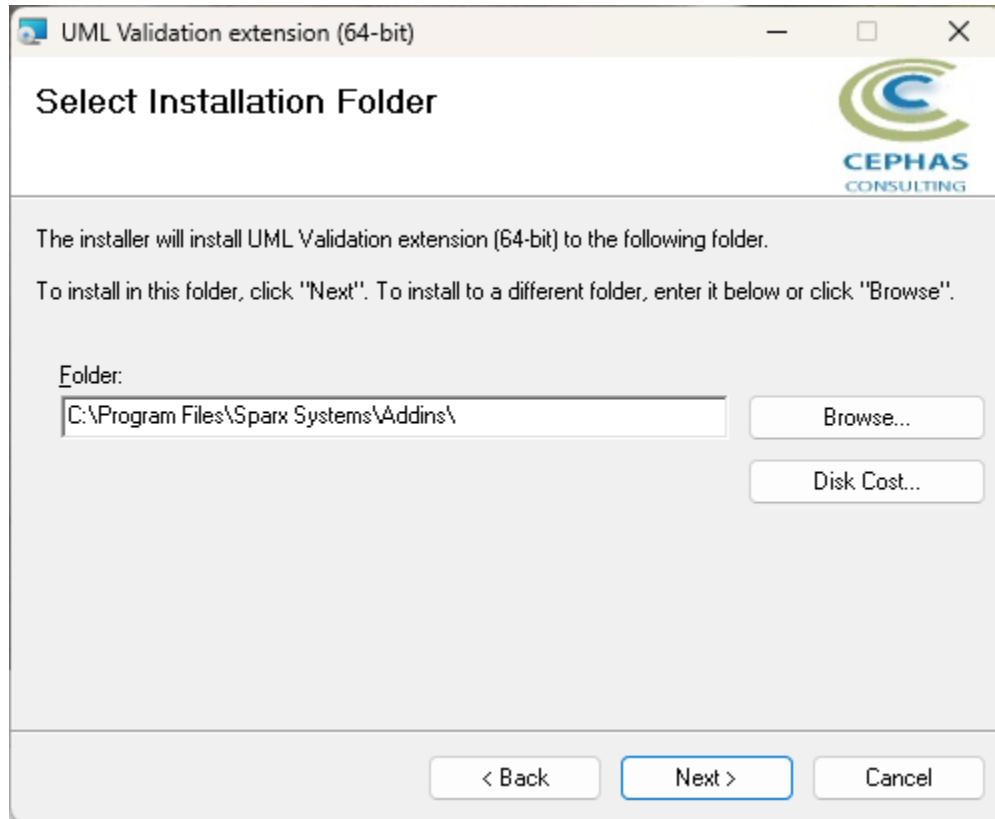 UML Validation extension (64-bit)
Select Installation Folder
CEPHAS
CONSULTING
The installer will install UML Validation extension (64-bit) to the following folder.
To install in this folder, click "Next". To install to a different folder, enter it below or click "Browse".
Folder:
C:\Program Files\Sparx Systems\Addins\
Browse...
Disk Cost...
< Back
Next >
Cancel